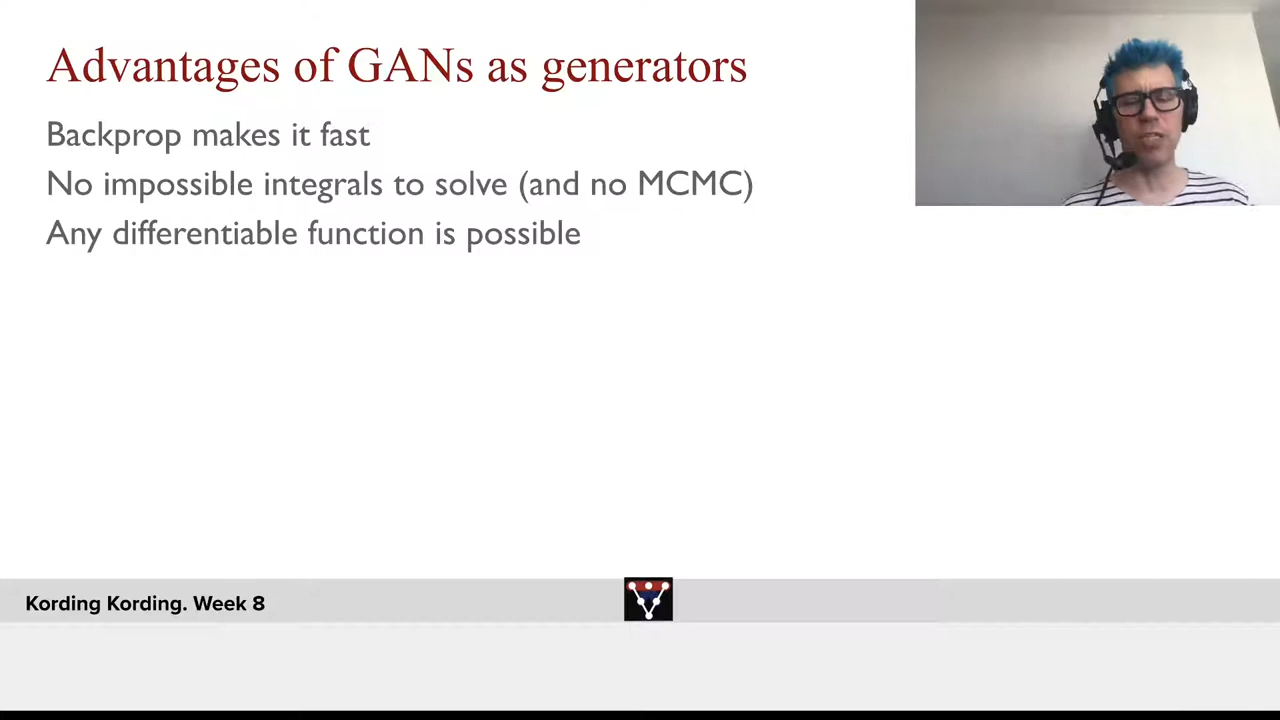 Advantages of GANs as generators
Backprop makes it fast
No impossible integrals to solve (and no MCMC)
Any differentiable function is possible
Kording Kording. Week 8